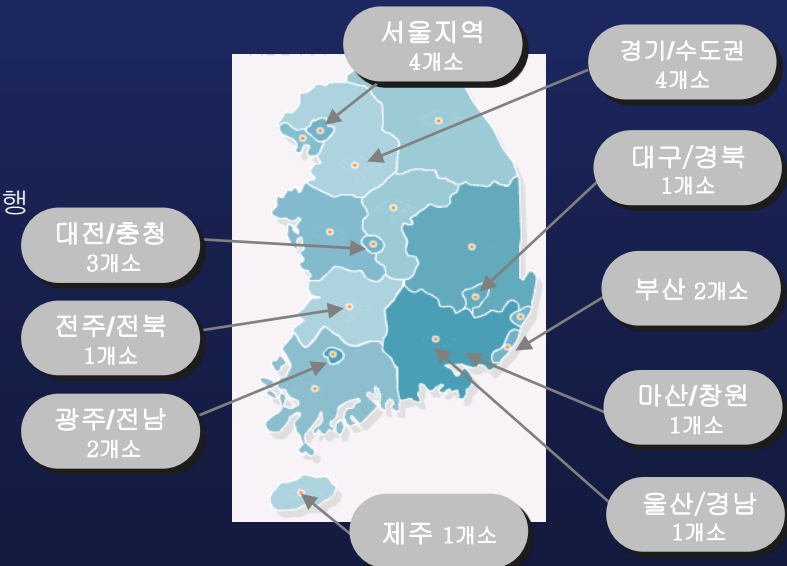 서울지역
4개소
경기/수도권
4개소
대구/경북
1개소
행
대전/충청
3개소
부산 2개소
전주/전북
1개소
마산/창원
1개소
광주/전남
2개소
울산/경남
1개소
제주 1개소